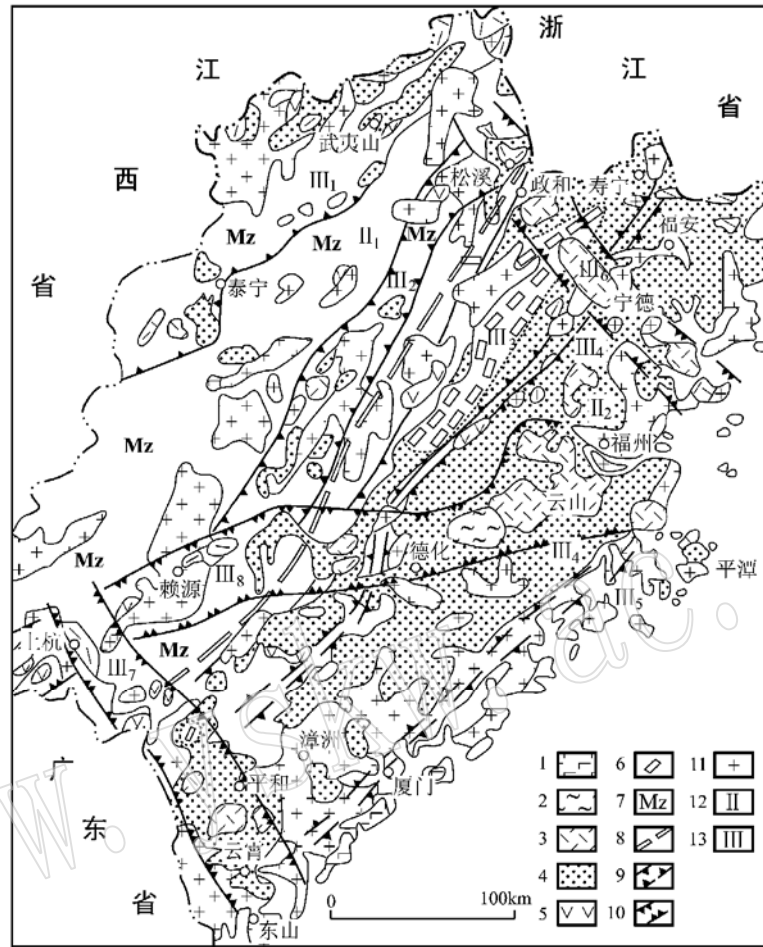 浙
江
江
省
武夷山
西
III1
松溪
政和
寿宁
福安
Mz
Mz
II1
Mz
III2
III6
省
泰宁
宁德
III
III4
II2
Mz
福州
云山
德化
III4
Mz
赖源
III8
平潭
III5
上杭
III7
Mz
漳洲
广
平和
厦门
东
云肖
省
东山
0
100km
1
6
11
2
7
Mz
12
II
3
8
13
III
4
9
5
10